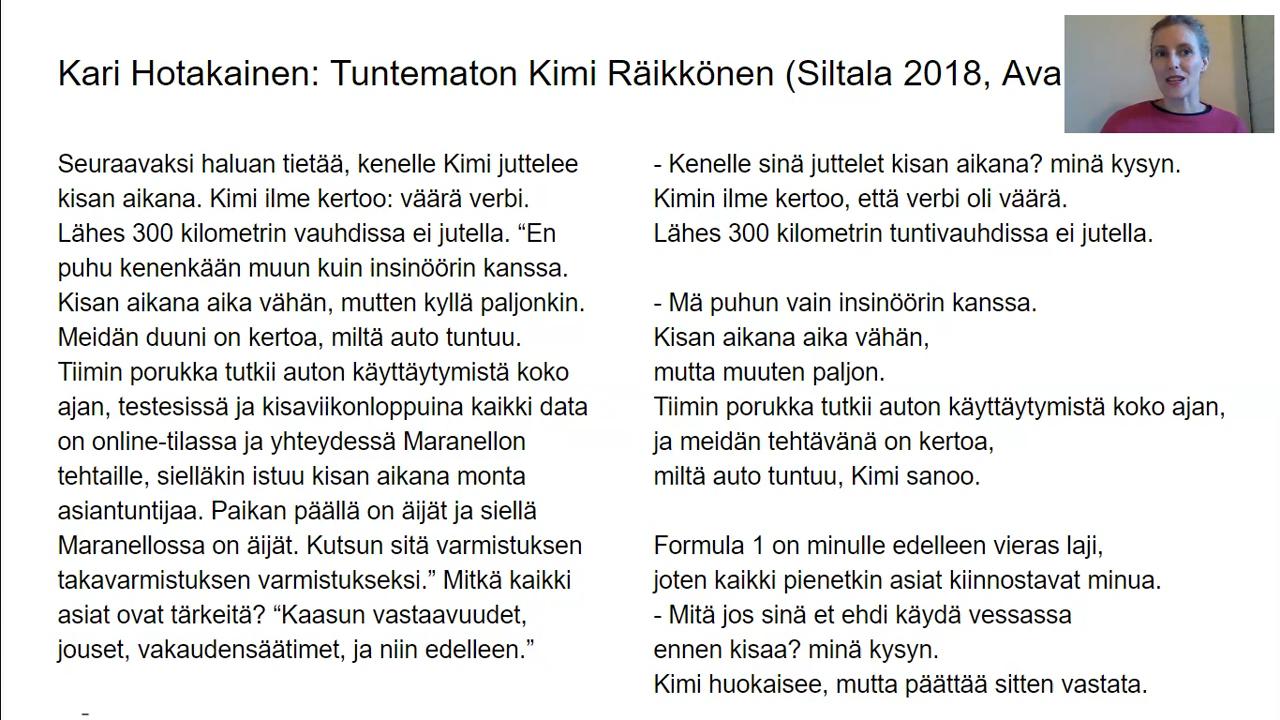 Kari Hotakainen: Tuntematon Kimi Räikkönen (Siltala 2018, Ava
Seuraavaksi haluan tietää, kenelle Kimi juttelee
kisan aikana. Kimi ilme kertoo: väärä verbi.
Lähes 300 kilometrin vauhdissa ei jutella. “En
puhu kenenkään muun kuin insinöörin kanssa.
Kisan aikana aika vähän, mutten kyllä paljonkin.
Meidän duuni on kertoa, miltä auto tuntuu.
Tiimin porukka tutkii auton käyttäytymistä koko
ajan, testesissä ja kisaviikonloppuina kaikki data
on online-tilassa ja yhteydessä Maranellon
tehtaille, sielläkin istuu kisan aikana monta
asiantuntijaa. Paikan päällä on äijät ja siellä
Maranellossa on äijät. Kutsun sitä varmistuksen
takavarmistuksen varmistukseksi.” Mitkä kaikki
asiat ovat tärkeitä? “Kaasun vastaavuudet,
jouset, vakaudensäätimet, ja niin edelleen.”
- Kenelle sinä juttelet kisan aikana? minä kysyn.
Kimin ilme kertoo, että verbi oli väärä.
Lähes 300 kilometrin tuntivauhdissa ei jutella.
- Mä puhun vain insinöörin kanssa.
Kisan aikana aika vähän,
mutta muuten paljon.
Tiimin porukka tutkii auton käyttäytymistä koko ajan,
ja meidän tehtävänä on kertoa,
miltä auto tuntuu, Kimi sanoo.
Formula 1 on minulle edelleen vieras laji,
joten kaikki pienetkin asiat kiinnostavat minua.
- Mitä jos sinä et ehdi käydä vessassa
ennen kisaa? minä kysyn.
Kimi huokaisee, mutta päättää sitten vastata.